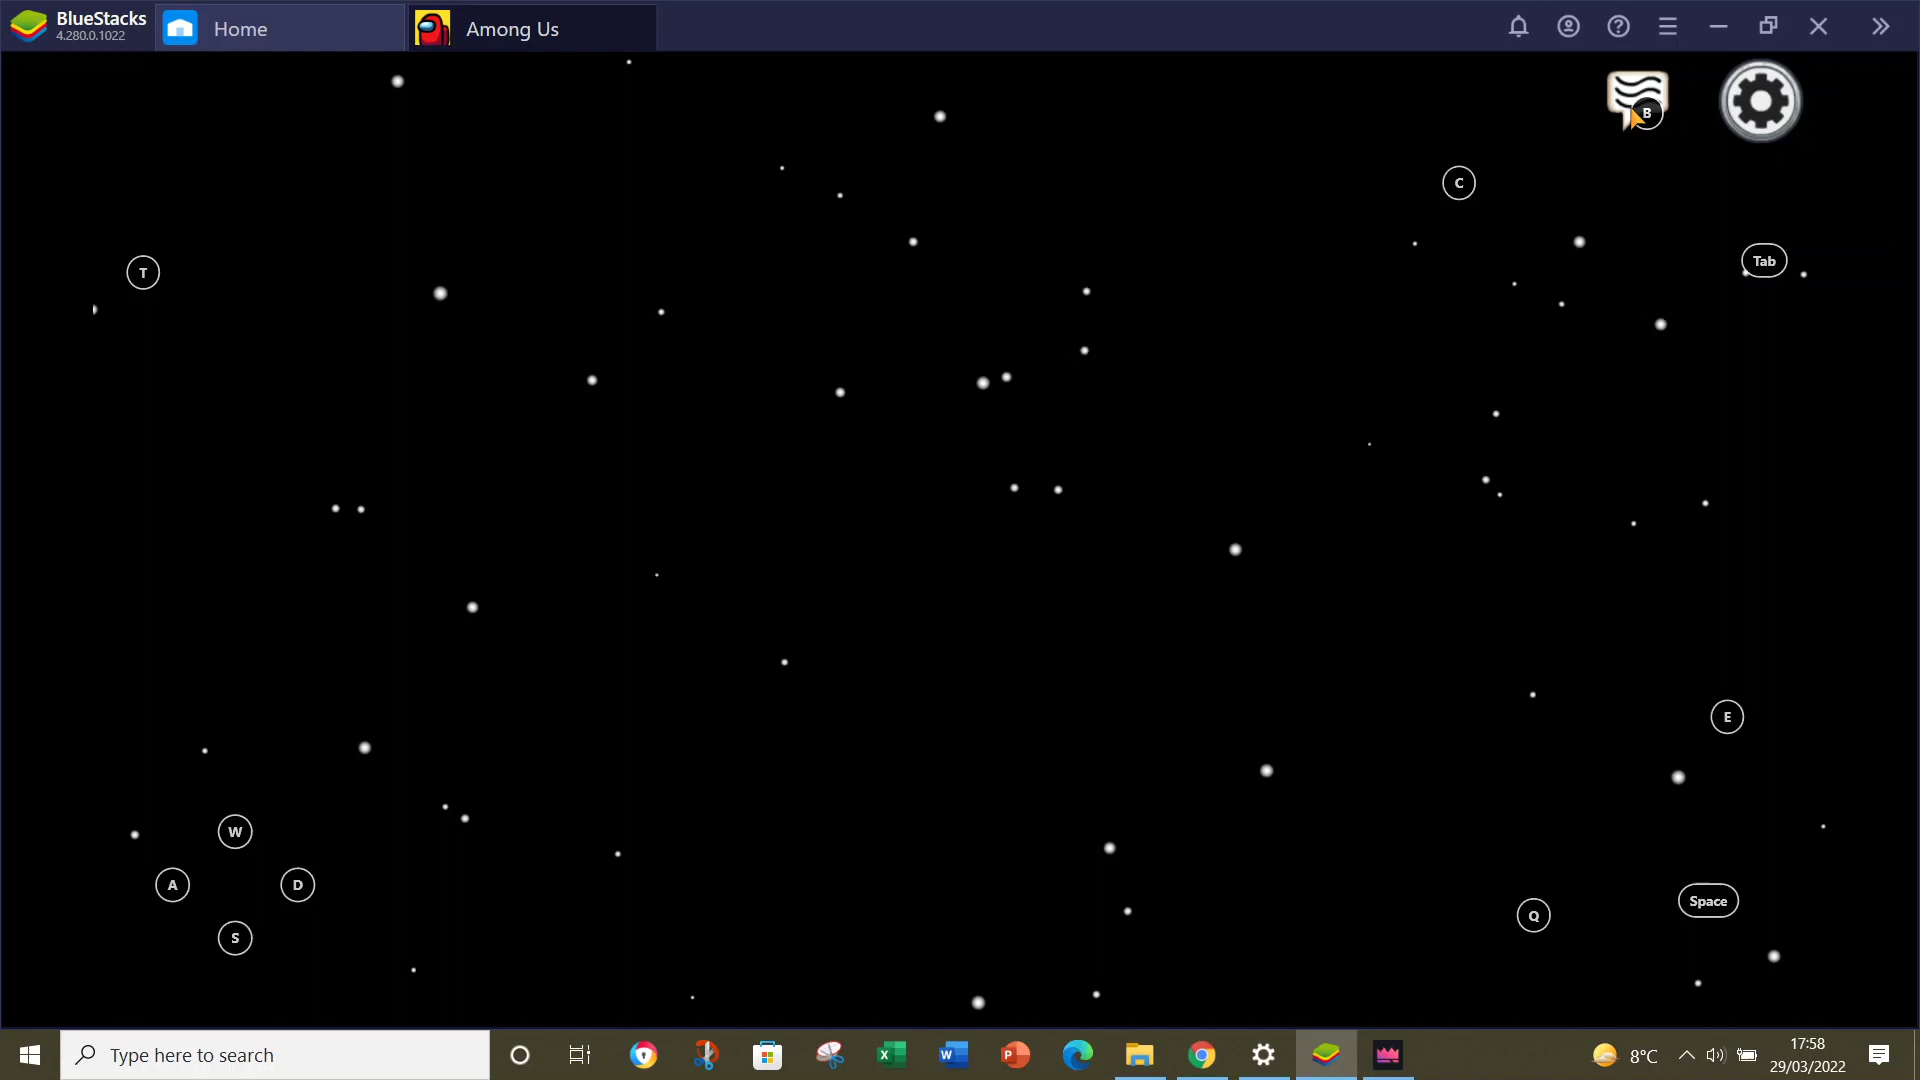 BlueStacks
4.280.0.1022
Home
Among Us
B
C
T
Tab
E
W
A
D
S
Q
Space
Type here to search
8°C
17:58
29/03/2022